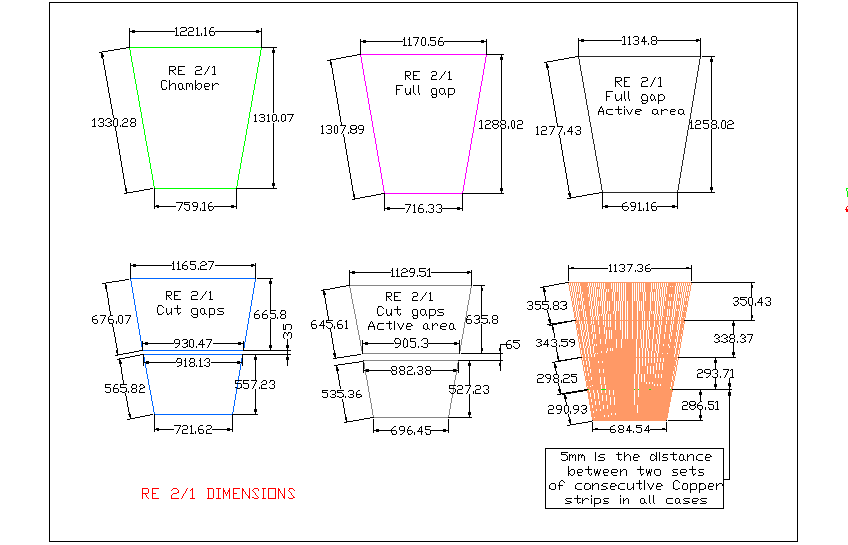 1221.16
RE 2/1
Chamber
1330.28
1310.07
759.16
1170.56
RE 2/1
Full gap
1307.89
1288.02
716.33
1134.8
RE 2/1
Full gap
Active area
1277.43
1258.02
691.16
1165.27
RE 2/1
Cut gaps
676.07
665.8
35
930.47
918.13
565.82
557.23
721.62
1129.51
RE 2/1
Cut gaps
Active area
645.61
635.8
905.3
65
882.38
535.36
527.23
696.45
1137.36
355.83
350.43
343.59
338.37
298.25
293.71
290.93
286.51
684.54
5mm is the distance
between two sets
of consecutive Copper
strips in all cases
RE 2/1 DIMENSIONS